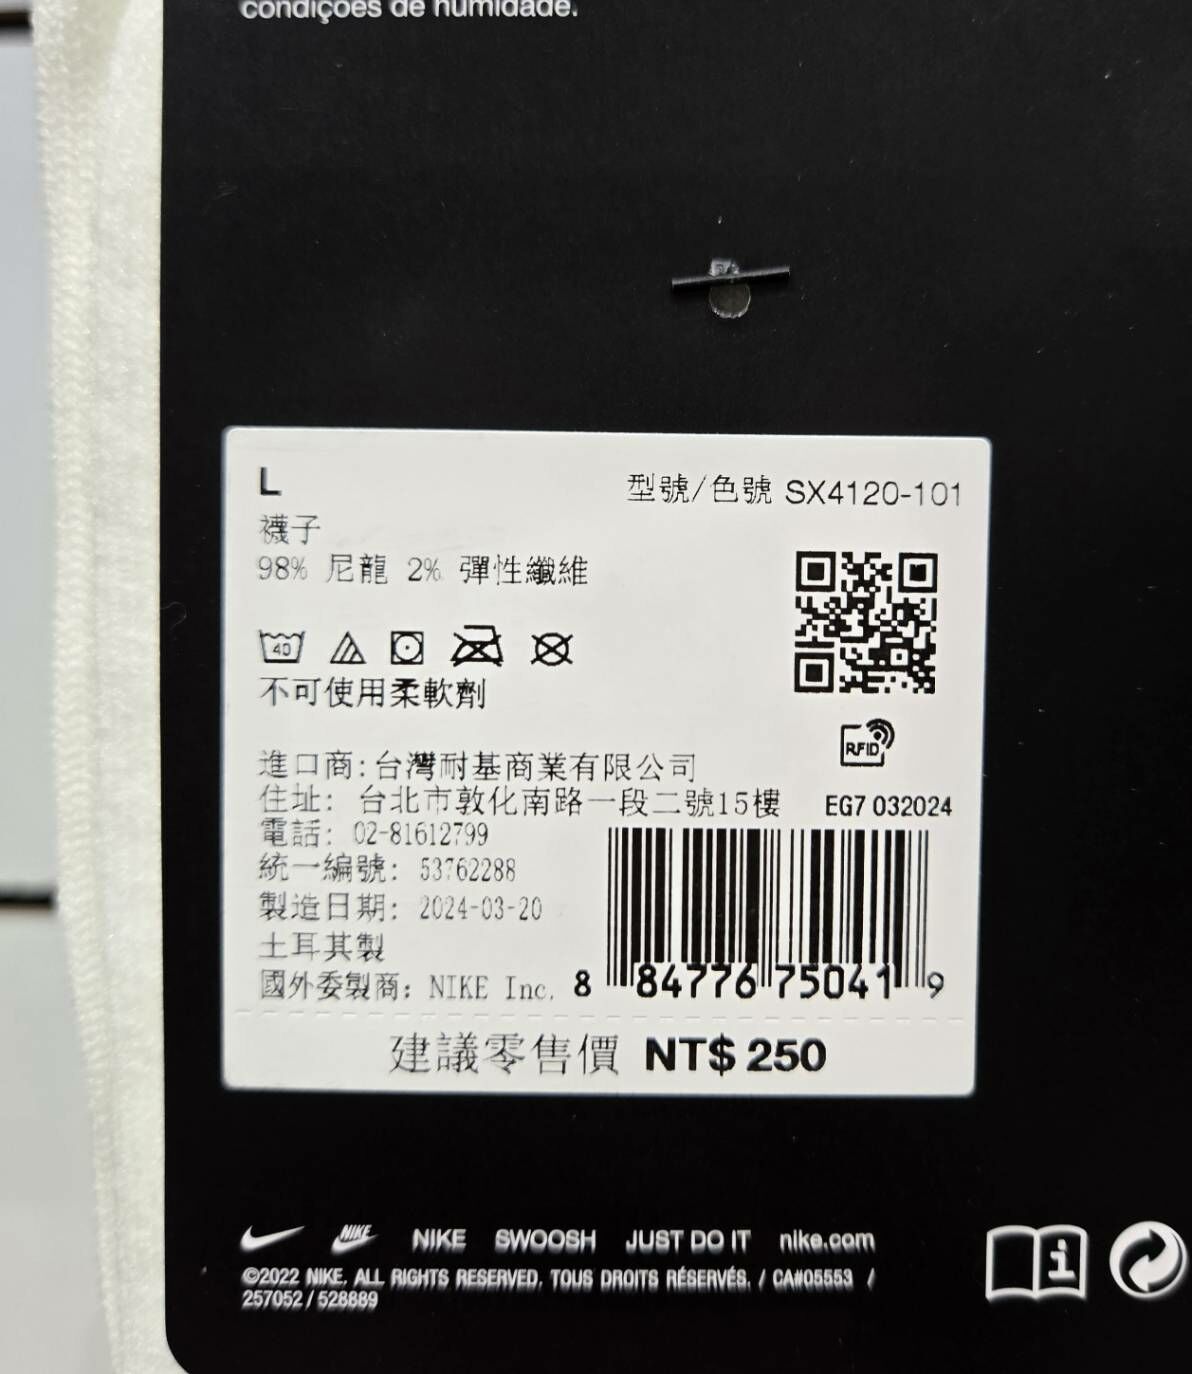 condições de humidade.
L
型號/色號 SX4120-101
襪子
98% 尼龍 2% 彈性纖維
40
不可使用柔軟劑
RFID
進口商:台灣耐基商業有限公司
住址: 台北市敦化南路一段二號15樓
EG7 032024
電話: 02-81612799
統一編號: 53762288
製造日期: 2024-03-20
土耳其製
國外委製商: NIKE Inc.
8 84776 75041 9
建議零售價 NT$ 250
NIKE NIKE SWOOSH JUST DO IT nike.com
©2022 NIKE. ALL RIGHTS RESERVED. TOUS DROITS RÉSERVÉS. / CA#05553 /
257052 / 528889